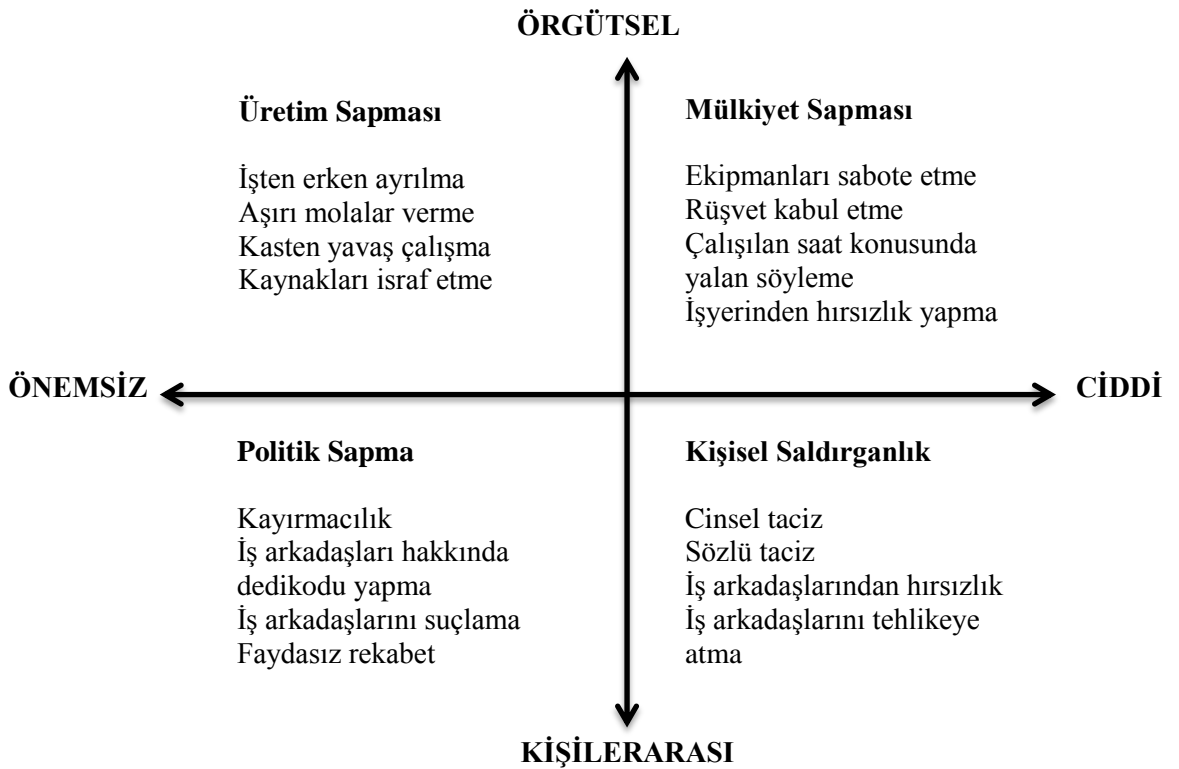 ÖRGÜTSEL
Üretim Sapması
İşten erken ayrılma
Aşırı molalar verme
Kasten yavaş çalışma
Kaynakları israf etme
Mülkiyet Sapması
Ekipmanları sabote etme
Rüşvet kabul etme
Çalışılan saat konusunda
yalan söyleme
İşyerinden hırsızlık yapma
ÖNEMSİZ
CİDDİ
Politik Sapma
Kayırmacılık
İş arkadaşları hakkında
dedikodu yapma
İş arkadaşlarını suçlama
Faydasız rekabet
Kişisel Saldırganlık
Cinsel taciz
Sözlü taciz
İş arkadaşlarından hırsızlık
İş arkadaşlarını tehlikeye
atma
KİŞİLERARASI